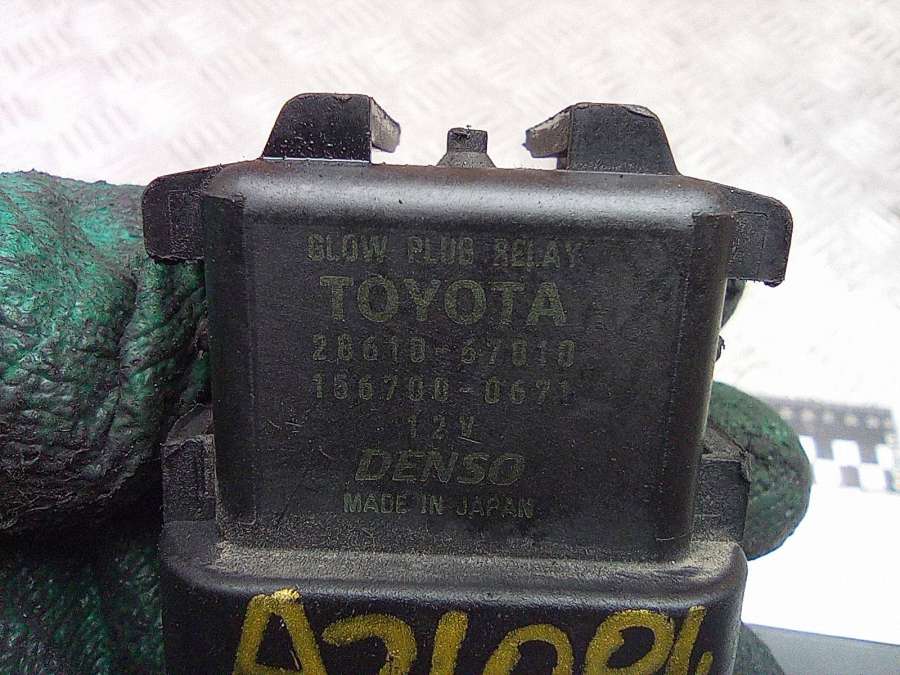 GLOW PLUG RELAY
TOYOTA
28610-67010
156700-0671
12V
DENSO
MADE IN JAPAN